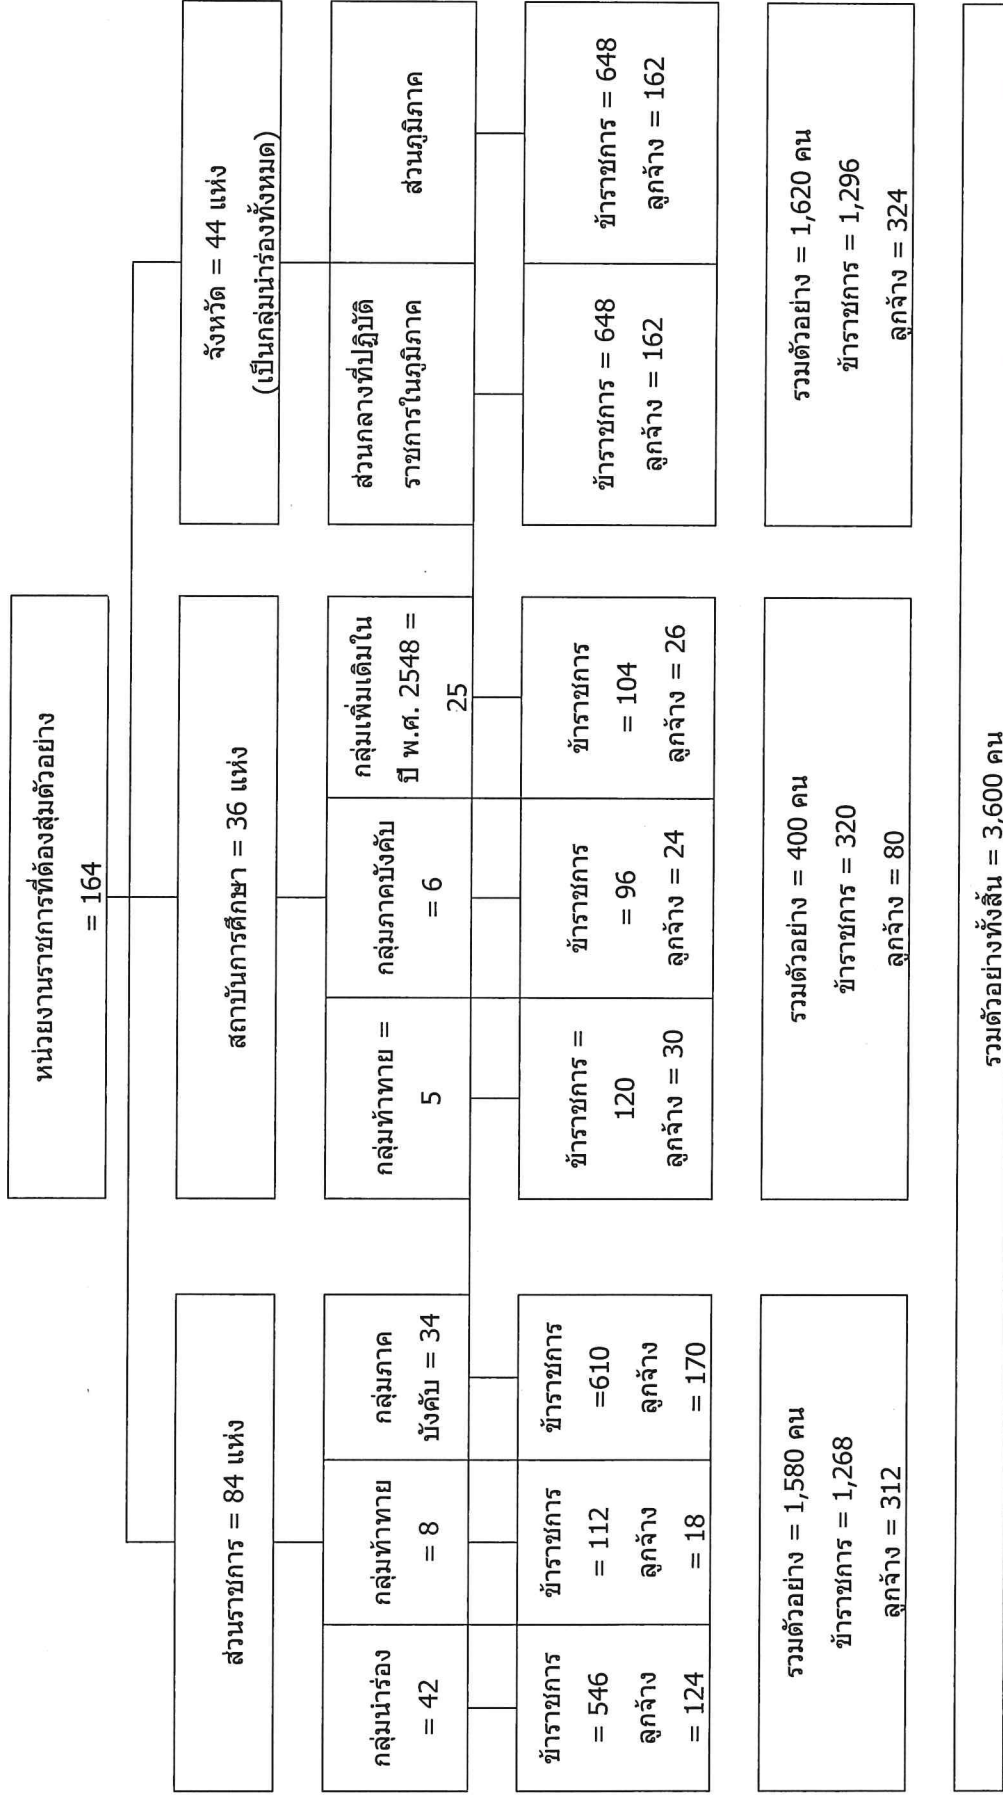 หน่วยงานราชการที่ต้องสุ่มตัวอย่าง
= 164
ส่วนราชการ = 84 แห่ง
สถาบันการศึกษา = 36 แห่ง
จังหวัด = 44 แห่ง
(เป็นกลุ่มนำร่องทั้งหมด)
กลุ่มนำร่อง
= 42
กลุ่มท้าทาย
= 8
กลุ่มภาค
บังคับ = 34
กลุ่มท้าทาย =
5
กลุ่มภาคบังคับ
= 6
กลุ่มเพิ่มเติมใน
ปี พ.ศ. 2548 =
25
ส่วนกลางที่ปฏิบัติ
ราชการในภูมิภาค
ส่วนภูมิภาค
ข้าราชการ
= 546
ลูกจ้าง
= 124
ข้าราชการ
= 112
ลูกจ้าง
= 18
ข้าราชการ
=610
ลูกจ้าง
= 170
ข้าราชการ =
120
ลูกจ้าง = 30
ข้าราชการ
= 96
ลูกจ้าง = 24
ข้าราชการ
= 104
ลูกจ้าง = 26
ข้าราชการ = 648
ลูกจ้าง = 162
ข้าราชการ = 648
ลูกจ้าง = 162
รวมตัวอย่าง = 1,580 คน
ข้าราชการ = 1,268
ลูกจ้าง = 312
รวมตัวอย่าง = 400 คน
ข้าราชการ = 320
ลูกจ้าง = 80
รวมตัวอย่าง = 1,620 คน
ข้าราชการ = 1,296
ลูกจ้าง = 324
รวมตัวอย่างทั้งสิ้น = 3,600 คน